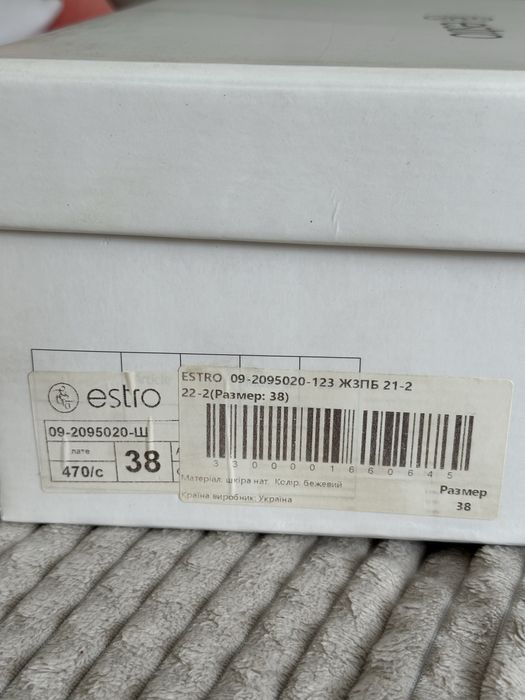 estro
09-2095020-Ш
лате
470/с
38
ESTRO 09-2095020-123 ЖЗПБ 21-2
22-2(Размер: 38)
3300001660645
Матеріал: шкіра нат. Колір: бежевий
Країна виробник: Україна
Размер
38